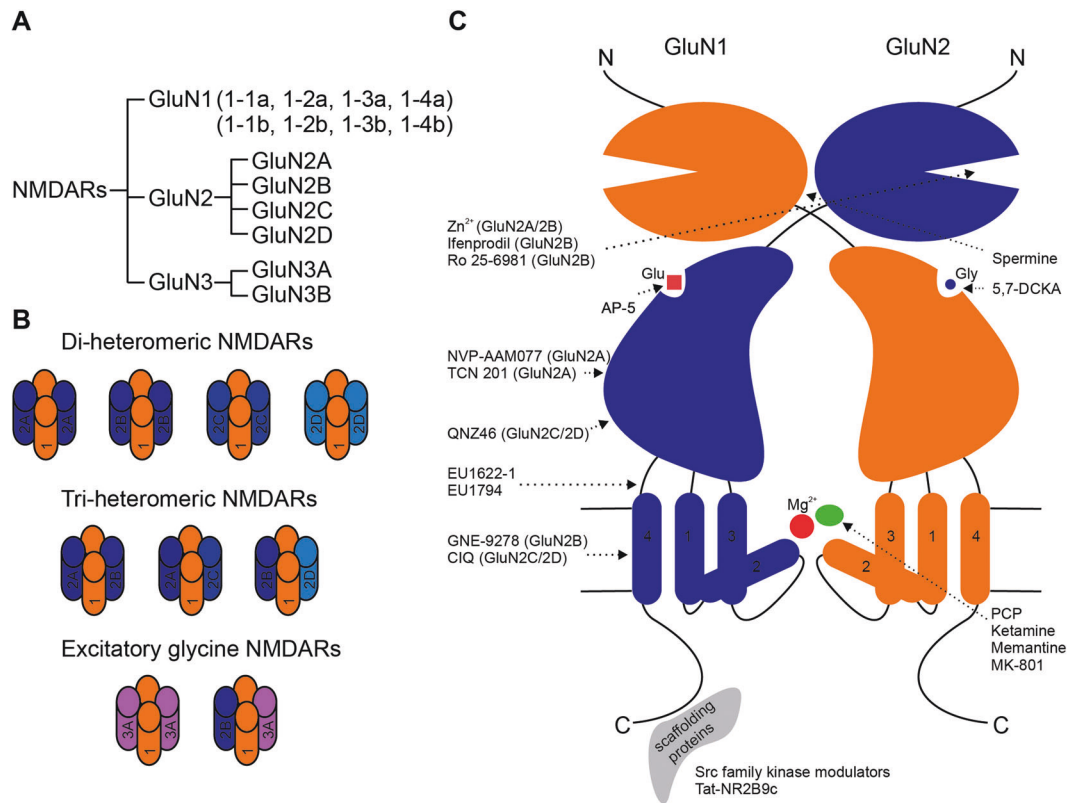 A
NMDARs
GluN1 (1-1a, 1-2a, 1-3a, 1-4a)
(1-1b, 1-2b, 1-3b, 1-4b)
GluN2
GluN2A
GluN2B
GluN2C
GluN2D
GluN3
GluN3A
GluN3B
B
Di-heteromeric NMDARs
2A 1 2A
2B 1 2B
2C 1 2C
2D 1 2D
Tri-heteromeric NMDARs
2A 1 2B
2A 1 2C
2B 1 2D
Excitatory glycine NMDARs
3A 1 3A
2B 1 3A
C
GluN1
GluN2
N
N
Zn²⁺ (GluN2A/2B)
Ifenprodil (GluN2B)
Ro 25-6981 (GluN2B)
Spermine
Glu
AP-5
Gly
5,7-DCKA
NVP-AAM077 (GluN2A)
TCN 201 (GluN2A)
QNZ46 (GluN2C/2D)
EU1622-1
EU1794
Mg²⁺
GNE-9278 (GluN2B)
CIQ (GluN2C/2D)
4 1 3 2
2 3 1 4
PCP
Ketamine
Memantine
MK-801
C
C
scaffolding
proteins
Src family kinase modulators
Tat-NR2B9c